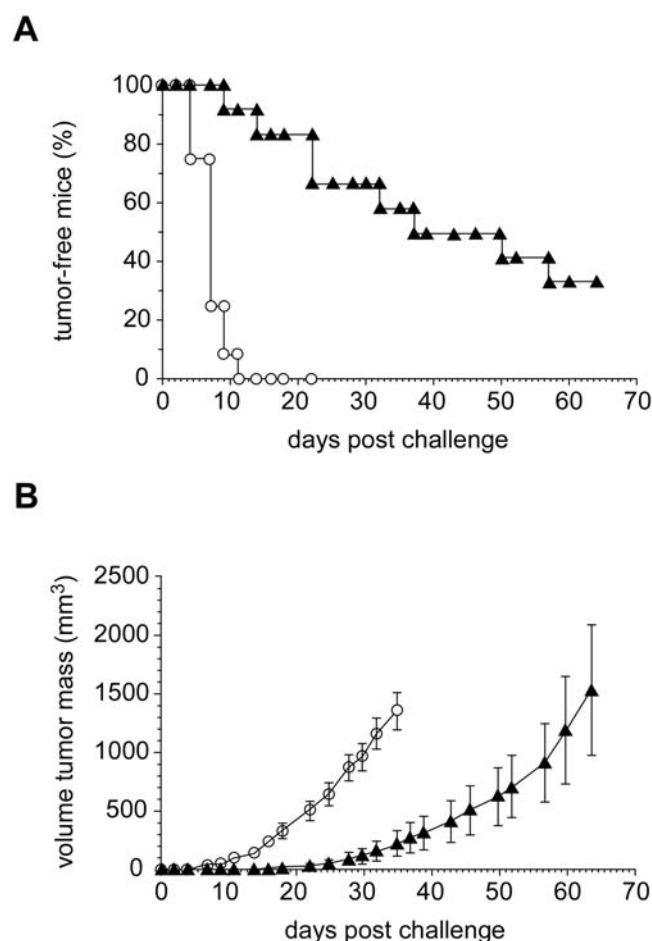 A
100
80
60
40
20
0
tumor-free mice (%)
0 10 20 30 40 50 60 70
days post challenge
B
2500
2000
1500
1000
500
0
volume tumor mass (mm³)
0 10 20 30 40 50 60 70
days post challenge